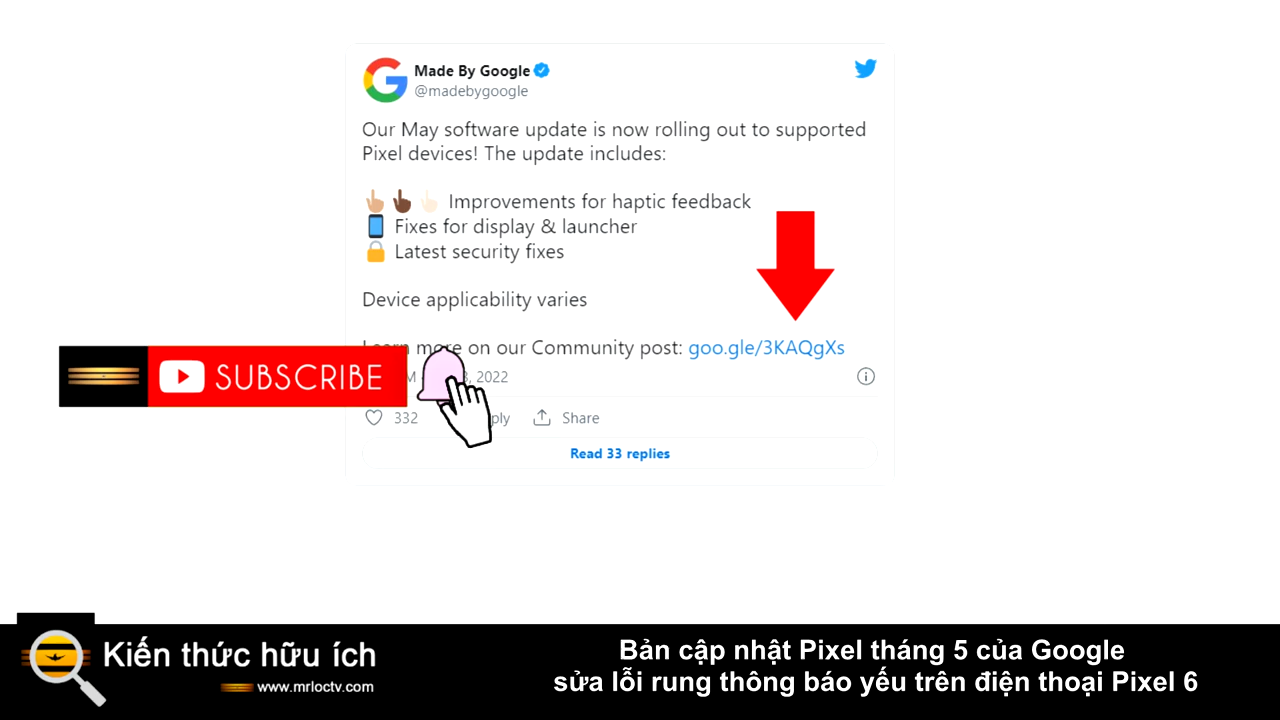 Made By Google
@madebygoogle
Our May software update is now rolling out to supported
Pixel devices! The update includes:
Improvements for haptic feedback
Fixes for display & launcher
Latest security fixes
Device applicability varies
Learn more on our Community post: goo.gle/3KAQgXs
, 2022
SUBSCRIBE
332
Share
Read 33 replies
Kiến thức hữu ích
www.mrloctv.com
Bản cập nhật Pixel tháng 5 của Google
sửa lỗi rung thông báo yếu trên điện thoại Pixel 6